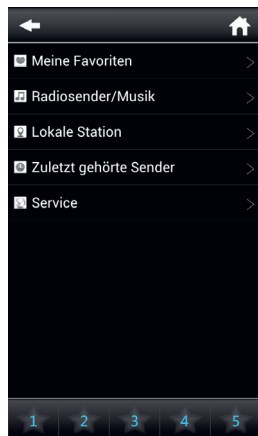 Meine Favoriten
Radiosender/Musik
Lokale Station
Zuletzt gehörte Sender
Service
1 2 3 4 5